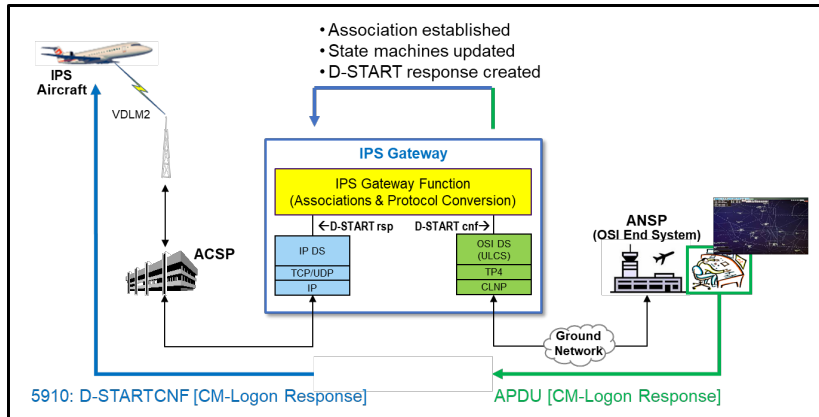 • Association established
• State machines updated
• D-START response created
IPS
Aircraft
VDLM2
IPS Gateway
IPS Gateway Function
(Associations & Protocol Conversion)
←D-START rsp
D-START cnf→
ACSP
IP DS
TCP/UDP
IP
OSI DS
(ULCS)
TP4
CLNP
ANSP
(OSI End System)
Ground
Network
5910: D-STARTCNF [CM-Logon Response]
APDU [CM-Logon Response]